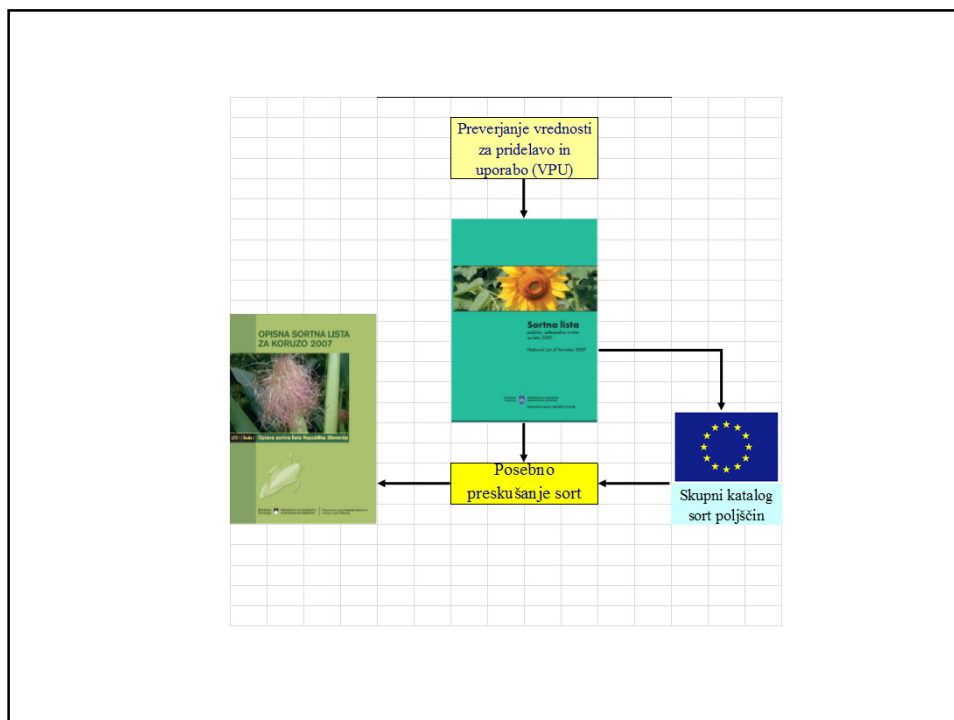 Preverjanje vrednosti
za pridelavo in
uporabo (VPU)
Sortna lista
National List of Varieties 2007
OPISNA SORTNA LISTA
ZA KORUZO 2007
Opisna sortna lista Republike Slovenije
Posebno
preskušanje sort
Skupni katalog
sort poljščin